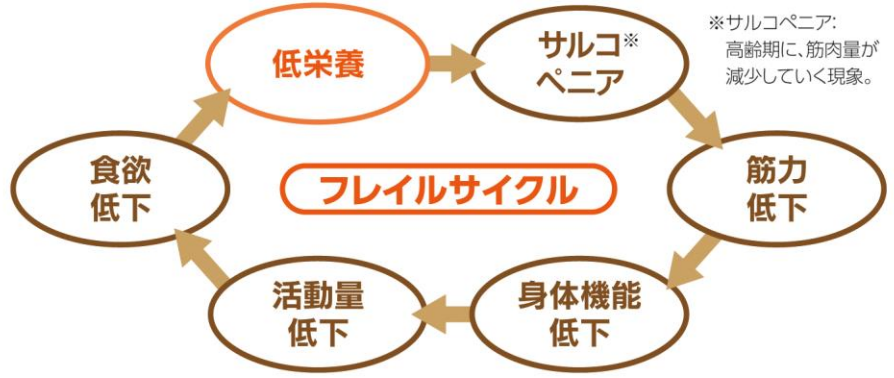 低栄養
サルコ※
ペニア
※サルコペニア:
高齢期に、筋肉量が
減少していく現象。
食欲
低下
フレイルサイクル
筋力
低下
活動量
低下
身体機能
低下